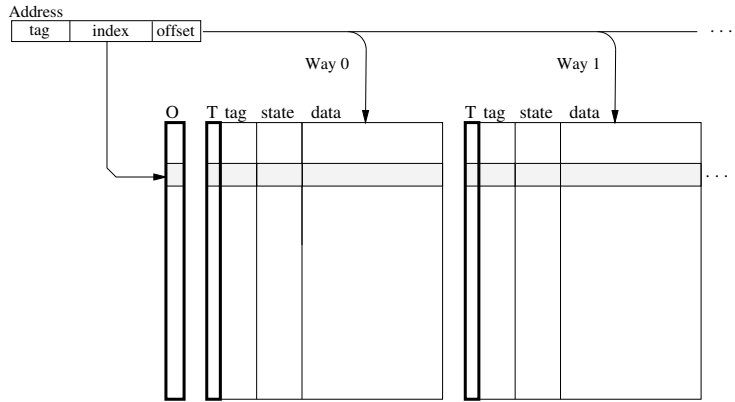 Address
tag index offset . . .
Way 0 Way 1
O T tag state data T tag state data
. . .